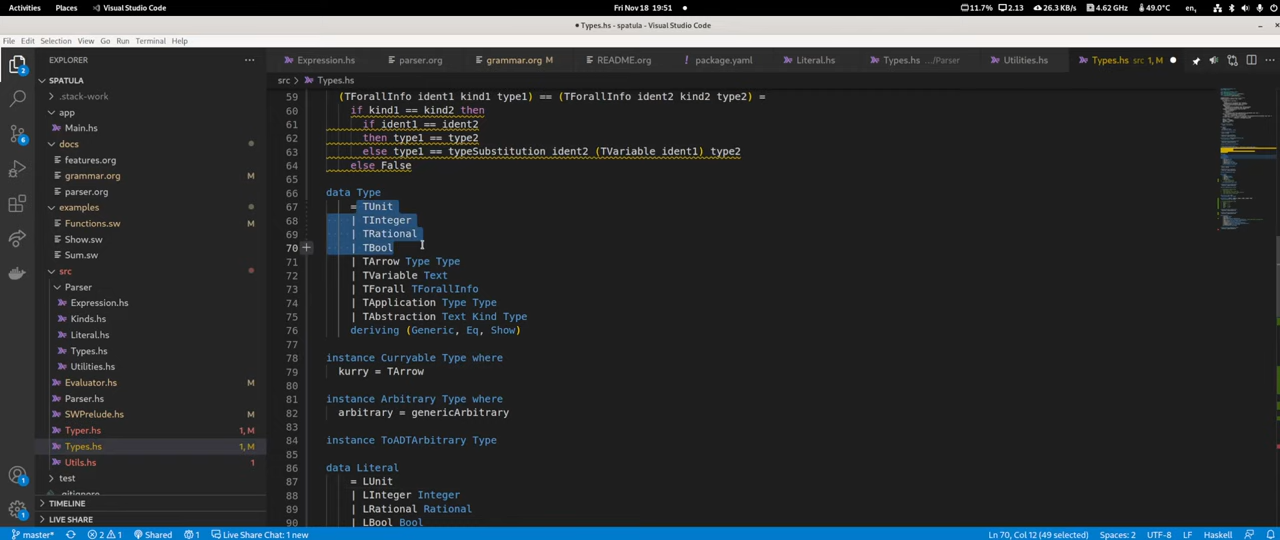 Activities Places Visual Studio Code Fri Nov 18 19:51 11.7% 2.13 26.3 KB/s 4.62 GHz 49.0°C en,
• Types.hs - spatula - Visual Studio Code
File Edit Selection View Go Run Terminal Help
EXPLORER
Expression.hs parser.org grammar.org M README.org package.yaml Literal.hs Types.hs .../Parser Utilities.hs Types.hs src 1, M
src > Types.hs
SPATULA
.stack-work
app
Main.hs
docs
features.org
grammar.org M
parser.org
examples
Functions.sw
Show.sw
Sum.sw
src
Parser
Expression.hs
Kinds.hs
Literal.hs
Types.hs
Utilities.hs
Evaluator.hs M
Parser.hs
SWPrelude.hs M
Typer.hs 1, M
Types.hs 1, M
Utils.hs 1
test
.gitignore
TIMELINE
LIVE SHARE
59 (TForallInfo ident1 kind1 type1) == (TForallInfo ident2 kind2 type2) =
60 if kind1 == kind2 then
61 if ident1 == ident2
62 then type1 == type2
63 else type1 == typeSubstitution ident2 (TVariable ident1) type2
64 else False
65
66 data Type
67 = TUnit
68 | TInteger
69 | TRational
70 | TBool
71 | TArrow Type Type
72 | TVariable Text
73 | TForall TForallInfo
74 | TApplication Type Type
75 | TAbstraction Text Kind Type
76 deriving (Generic, Eq, Show)
77
78 instance Curryable Type where
79 kurry = TArrow
80
81 instance Arbitrary Type where
82 arbitrary = genericArbitrary
83
84 instance ToADTArbitrary Type
85
86 data Literal
87 = LUnit
88 | LInteger Integer
89 | LRational Rational
90 | LBool Bool
master* 2 1 Shared 1 Live Share Chat: 1 new Ln 70, Col 12 (49 selected) Spaces: 2 UTF-8 LF Haskell